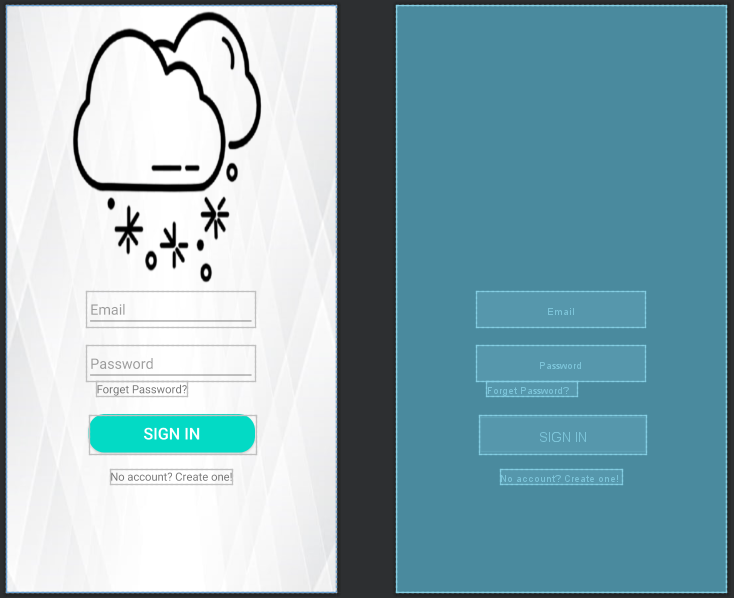 Email
Password
Forget Password?
SIGN IN
No account? Create one!
Email
Password
Forget Password?
SIGN IN
No account? Create one!